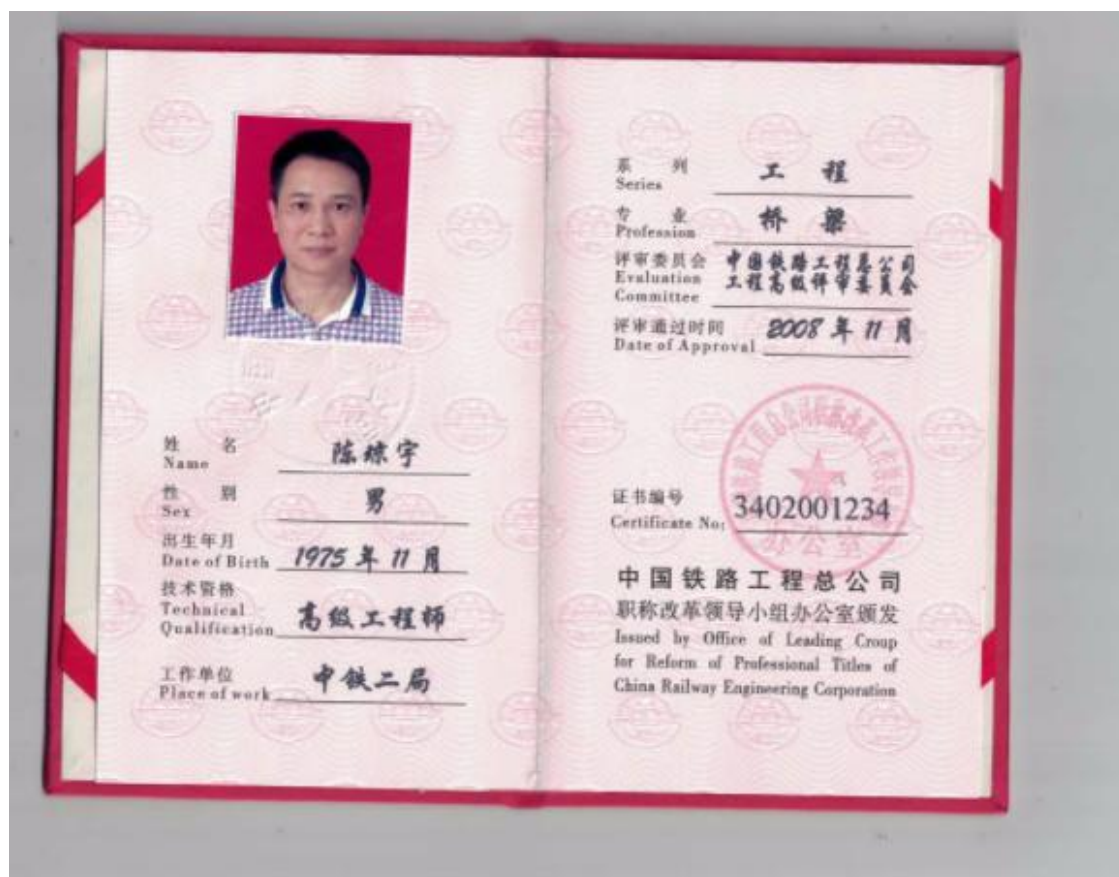 姓 名 陈琼宇
Name
性 别 男
Sex
出生年月
Date of Birth 1975 年 11 月
技术资格
Technical 高级工程师
Qualification
工作单位 中铁二局
Place of work
系 列 工 程
Series
专 业 桥 梁
Profession
评审委员会 中国铁路工程总公司
Evaluation 工程高级评审委员会
Committee
评审通过时间 2008 年 11 月
Date of Approval
证书编号 3402001234
Certificate No:
办公室
中国铁路工程总公司
职称改革领导小组办公室颁发
Issued by Office of Leading Croup
for Reform of Professional Titles of
China Railway Engineering Corporation